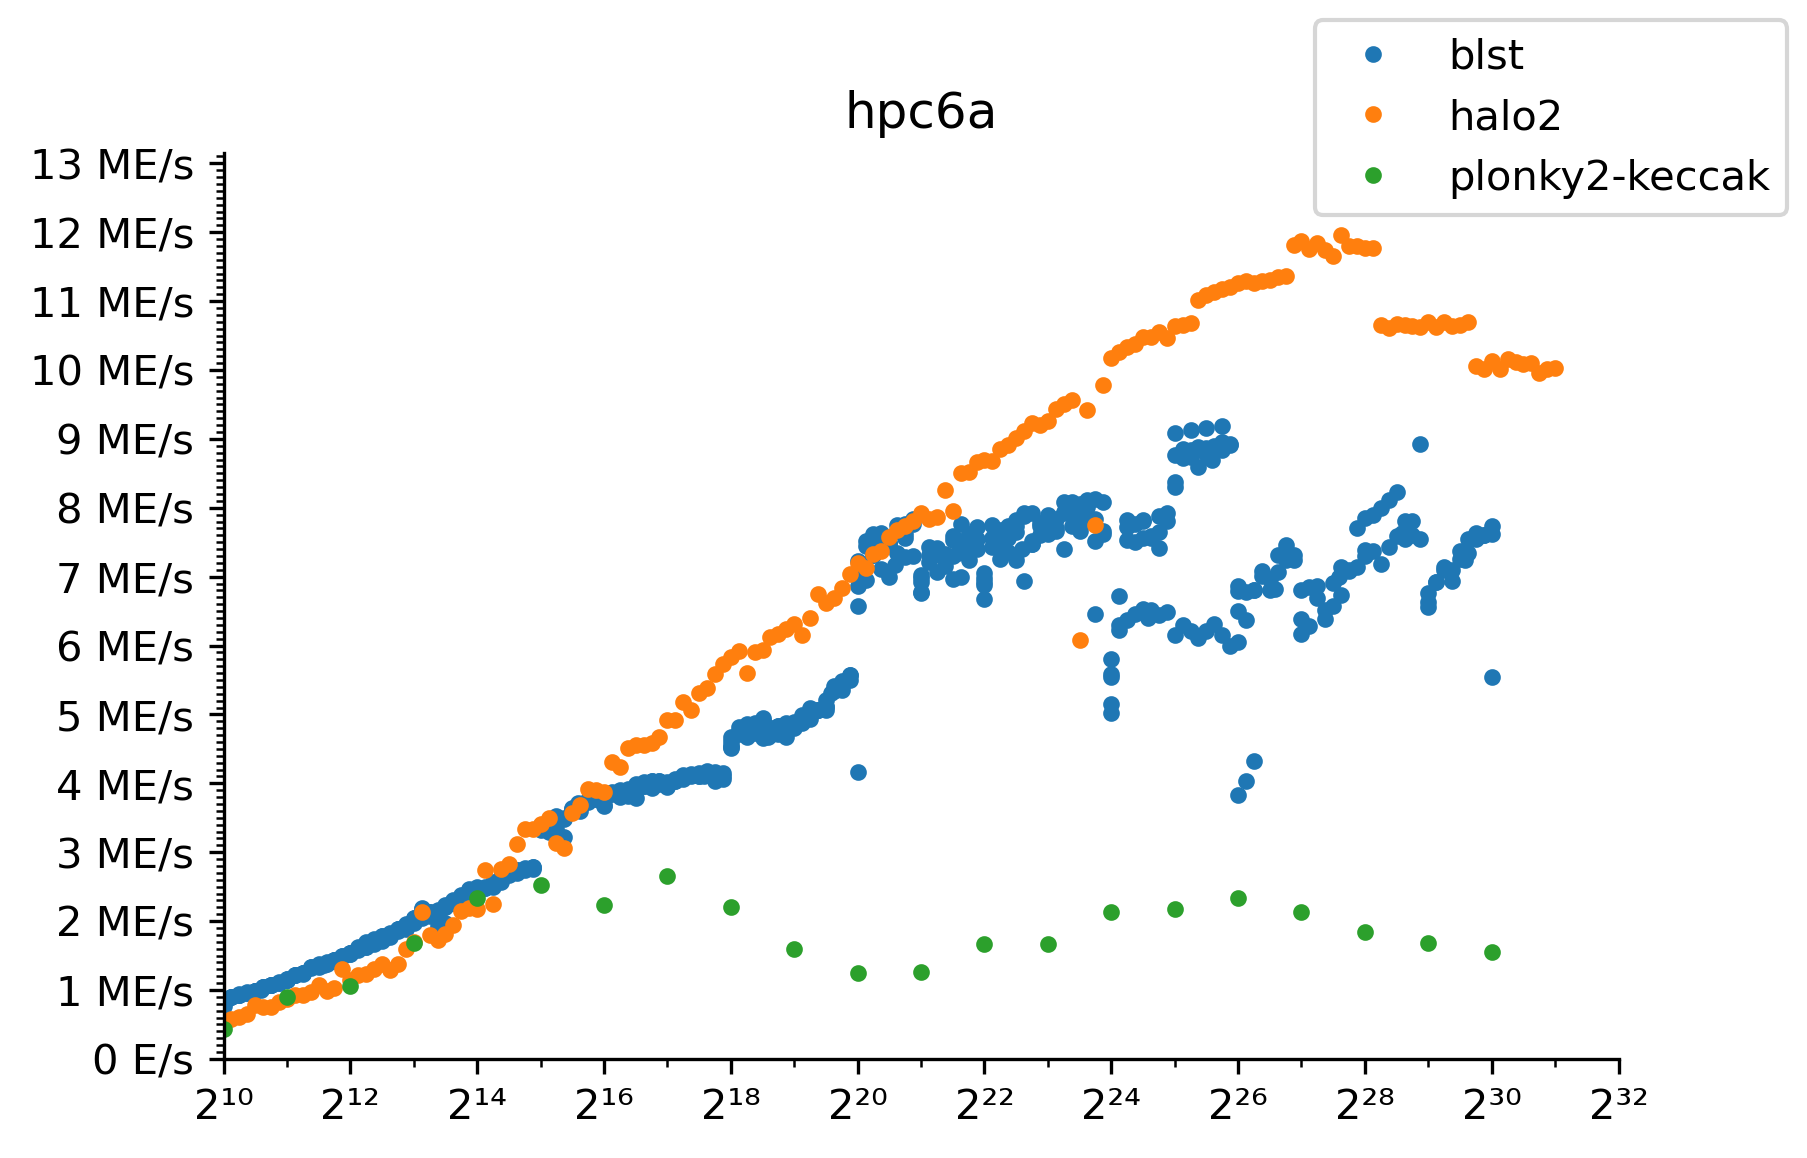 blst
halo2
plonky2-keccak
hpc6a
13 ME/s
12 ME/s
11 ME/s
10 ME/s
9 ME/s
8 ME/s
7 ME/s
6 ME/s
5 ME/s
4 ME/s
3 ME/s
2 ME/s
1 ME/s
0 E/s
2¹⁰ 2¹² 2¹⁴ 2¹⁶ 2¹⁸ 2²⁰ 2²² 2²⁴ 2²⁶ 2²⁸ 2³⁰ 2³²